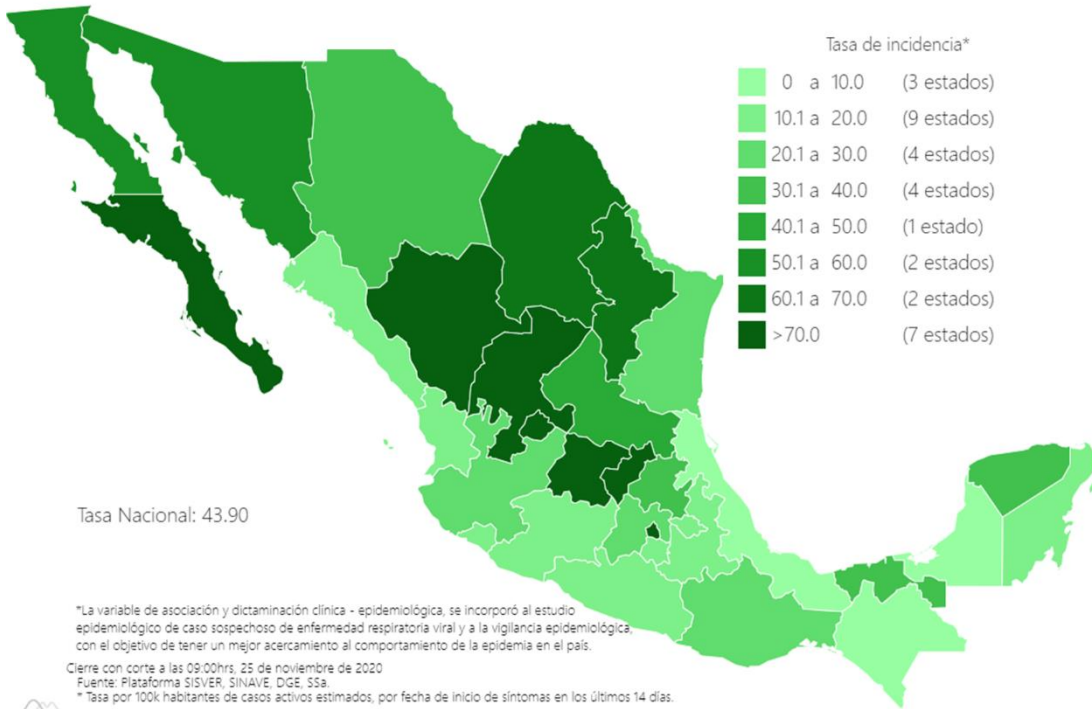 Tasa de incidencia*
0 a 10.0 (3 estados)
10.1 a 20.0 (9 estados)
20.1 a 30.0 (4 estados)
30.1 a 40.0 (4 estados)
40.1 a 50.0 (1 estado)
50.1 a 60.0 (2 estados)
60.1 a 70.0 (2 estados)
>70.0 (7 estados)
Tasa Nacional: 43.90
*La variable de asociación y dictaminación clínica - epidemiológica, se incorporó al estudio
epidemiológico de caso sospechoso de enfermedad respiratoria viral y a la vigilancia epidemiológica,
con el objetivo de tener un mejor acercamiento al comportamiento de la epidemia en el país.
Cierre con corte a las 09:00hrs, 25 de noviembre de 2020
Fuente: Plataforma SISVER, SINAVE, DGE, SSa.
* Tasa por 100k habitantes de casos activos estimados, por fecha de inicio de síntomas en los últimos 14 días.